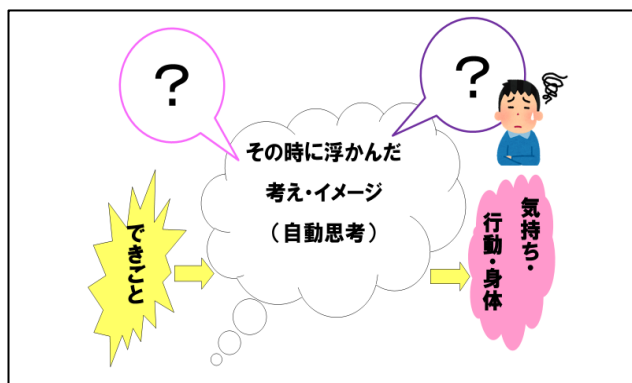 ？
？
その時に浮かんだ
考え・イメージ
（自動思考）
できごと
気持ち・
行動・身体